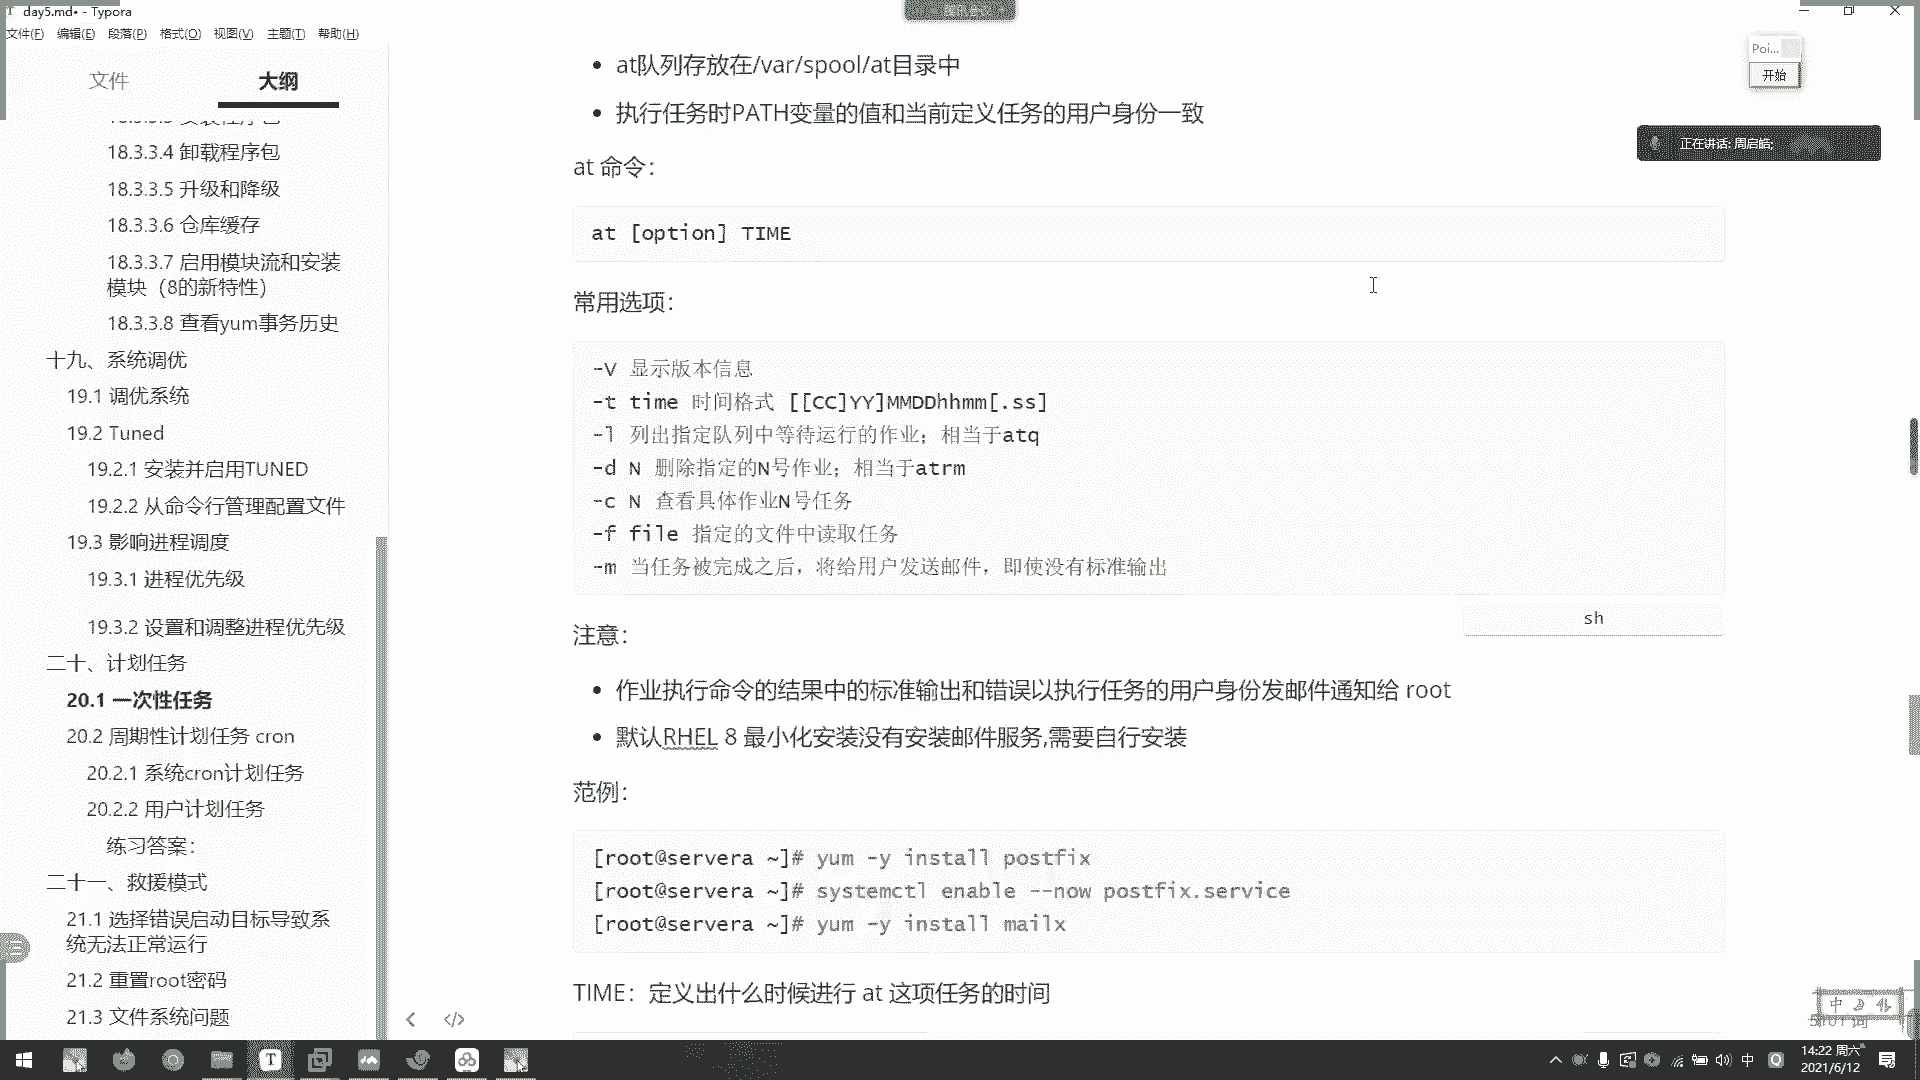 day5.md• - Typora
文件(F) 编辑(E) 段落(P) 格式(O) 视图(V) 主题(T) 帮助(H)
文件 大纲
18.3.3.4 卸载程序包
18.3.3.5 升级和降级
18.3.3.6 仓库缓存
18.3.3.7 启用模块流和安装
模块（8的新特性）
18.3.3.8 查看yum事务历史
十九、系统调优
19.1 调优系统
19.2 Tuned
19.2.1 安装并启用TUNED
19.2.2 从命令行管理配置文件
19.3 影响进程调度
19.3.1 进程优先级
19.3.2 设置和调整进程优先级
二十、计划任务
20.1 一次性任务
20.2 周期性计划任务 cron
20.2.1 系统cron计划任务
20.2.2 用户计划任务
练习答案：
二十一、救援模式
21.1 选择错误启动目标导致系
统无法正常运行
21.2 重置root密码
21.3 文件系统问题
at队列存放在/var/spool/at目录中
执行任务时PATH变量的值和当前定义任务的用户身份一致
at 命令：
at [option] TIME
常用选项：
-V 显示版本信息
-t time 时间格式 [[CC]YY]MMDDhhmm[.ss]
-l 列出指定队列中等待运行的作业；相当于atq
-d N 删除指定的N号作业；相当于atrm
-c N 查看具体作业N号任务
-f file 指定的文件中读取任务
-m 当任务被完成之后，将给用户发送邮件，即使没有标准输出
sh
注意：
作业执行命令的结果中的标准输出和错误以执行任务的用户身份发邮件通知给 root
默认RHEL 8 最小化安装没有安装邮件服务,需要自行安装
范例：
[root@servera ~]# yum -y install postfix
[root@servera ~]# systemctl enable --now postfix.service
[root@servera ~]# yum -y install mailx
TIME：定义出什么时候进行 at 这项任务的时间
Poi...
开始
正在讲话: 周启皓;
中
中
14:22 周六
2021/6/12